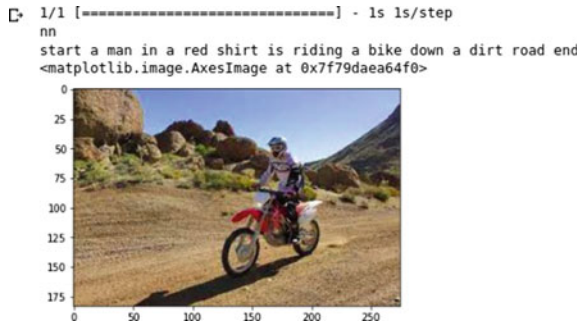 1/1 [==============================] - 1s 1s/step
nn
start a man in a red shirt is riding a bike down a dirt road end
<matplotlib.image.AxesImage at 0x7f79daea64f0>
0
25
50
75
100
125
150
175
0 50 100 150 200 250